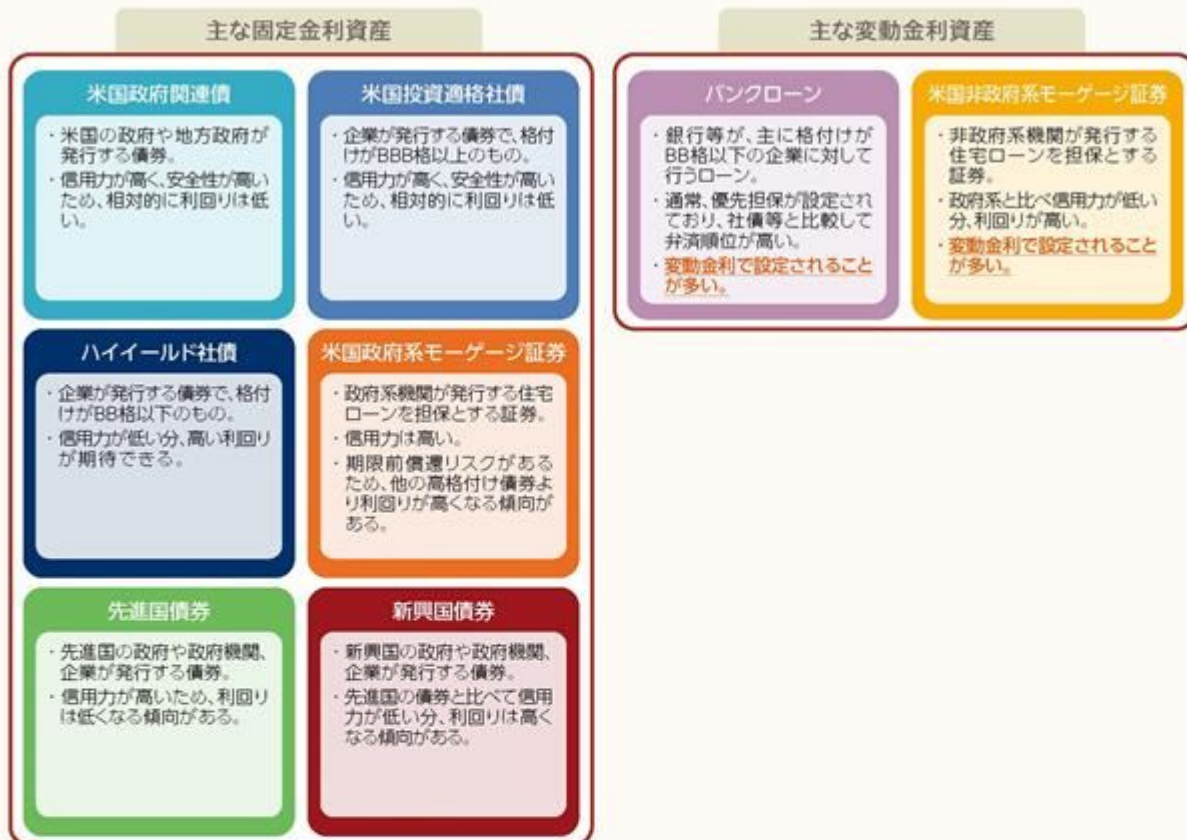 主な固定金利資産
米国政府関連債
・米国の政府や地方政府が
発行する債券。
・信用力が高く、安全性が高い
ため、相対的に利回りは低
い。
米国投資適格社債
・企業が発行する債券で、格付
けがBBB格以上のもの。
・信用力が高く、安全性が高い
ため、相対的に利回りは低
い。
ハイイールド社債
・企業が発行する債券で、格付
けがBB格以下のもの。
・信用力が低い分、高い利回り
が期待できる。
米国政府系モーゲージ証券
・政府系機関が発行する住宅
ローンを担保とする証券。
・信用力は高い。
・期限前償還リスクがある
ため、他の高格付け債券よ
り利回りが高くなる傾向が
ある。
先進国債券
・先進国の政府や政府機関、
企業が発行する債券。
・信用力が高いため、利回り
は低くなる傾向がある。
新興国債券
・新興国の政府や政府機関、
企業が発行する債券。
・先進国の債券と比べて信用
力が低い分、利回りは高く
なる傾向がある。
主な変動金利資産
バンクローン
・銀行等が、主に格付けが
BB格以下の企業に対して
行うローン。
・通常、優先担保が設定され
ており、社債等と比較して
弁済順位が高い。
・変動金利で設定されること
が多い。
米国非政府系モーゲージ証券
・非政府系機関が発行する
住宅ローンを担保とする
証券。
・政府系と比べ信用力が低い
分、利回りが高い。
・変動金利で設定されること
が多い。